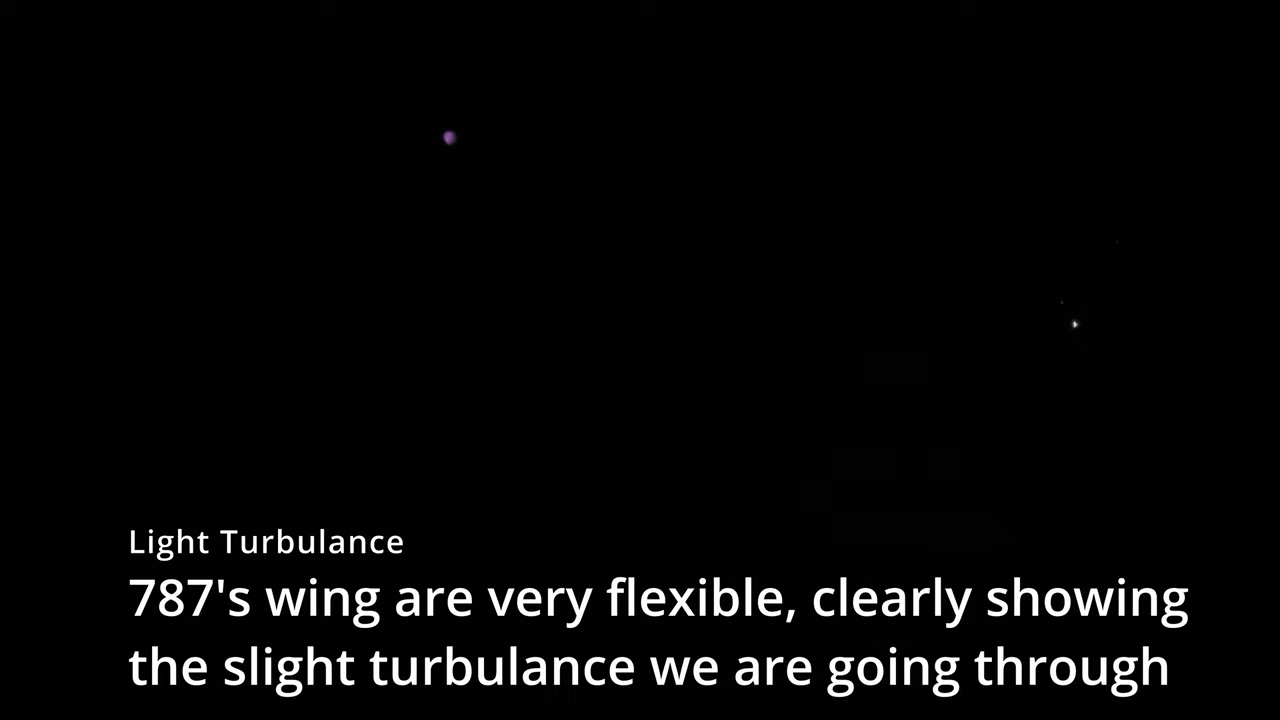 Light Turbulance
787's wing are very flexible, clearly showing
the slight turbulance we are going through